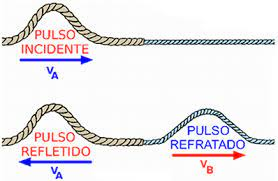 PULSO
INCIDENTE
VA
PULSO
REFLETIDO
VA
PULSO
REFRATADO
VB